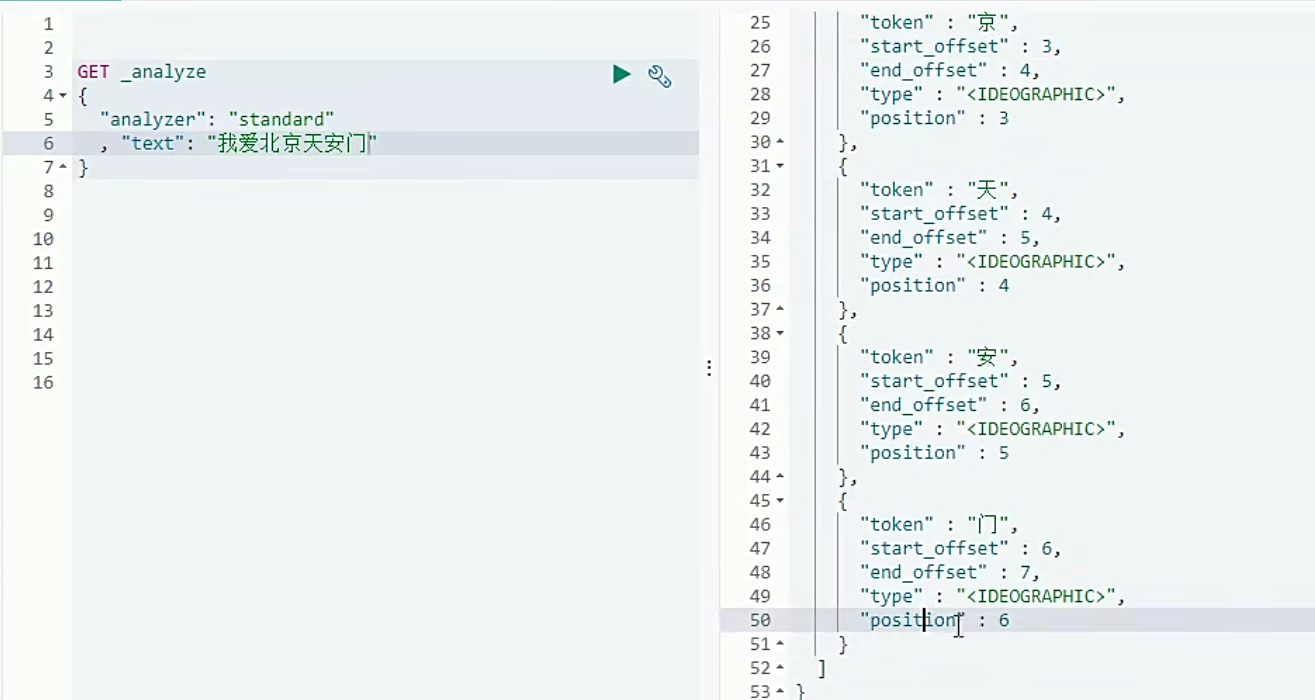 1
2
3 GET _analyze
4 {
5 "analyzer": "standard"
6 , "text": "我爱北京天安门"
7 }
8
9
10
11
12
13
14
15
16
25 "token" : "京",
26 "start_offset" : 3,
27 "end_offset" : 4,
28 "type" : "<IDEOGRAPHIC>",
29 "position" : 3
30 },
31 {
32 "token" : "天",
33 "start_offset" : 4,
34 "end_offset" : 5,
35 "type" : "<IDEOGRAPHIC>",
36 "position" : 4
37 },
38 {
39 "token" : "安",
40 "start_offset" : 5,
41 "end_offset" : 6,
42 "type" : "<IDEOGRAPHIC>",
43 "position" : 5
44 },
45 {
46 "token" : "门",
47 "start_offset" : 6,
48 "end_offset" : 7,
49 "type" : "<IDEOGRAPHIC>",
50 "position" : 6
51 }
52 ]
53 }